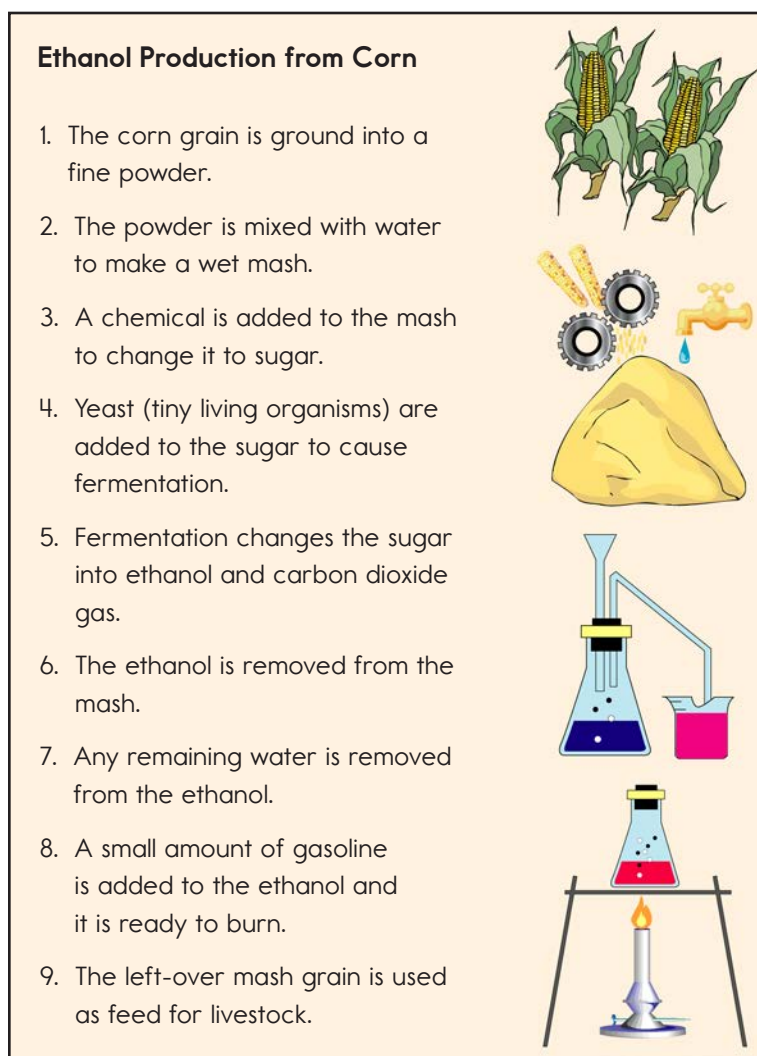 Ethanol Production from Corn
1. The corn grain is ground into a
fine powder.
2. The powder is mixed with water
to make a wet mash.
3. A chemical is added to the mash
to change it to sugar.
4. Yeast (tiny living organisms) are
added to the sugar to cause
fermentation.
5. Fermentation changes the sugar
into ethanol and carbon dioxide
gas.
6. The ethanol is removed from the
mash.
7. Any remaining water is removed
from the ethanol.
8. A small amount of gasoline
is added to the ethanol and
it is ready to burn.
9. The left-over mash grain is used
as feed for livestock.